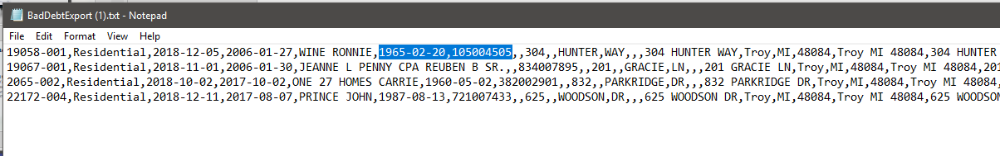 BadDebtExport (1).txt - Notepad
File Edit Format View Help
19058-001,Residential,2018-12-05,2006-01-27,WINE RONNIE,1965-02-20,105004505,,304,,HUNTER,WAY,,,304 HUNTER WAY,Troy,MI,48084,Troy MI 48084,304 HUNTER
19067-001,Residential,2018-11-01,2006-01-30,JEANNE L PENNY CPA REUBEN B SR.,,834007895,,201,,GRACIE,LN,,,201 GRACIE LN,Troy,MI,48084,Troy MI 48084,201
2065-002,Residential,2018-10-02,2017-10-02,ONE 27 HOMES CARRIE,1960-05-02,382002901,,832,,PARKRIDGE,DR,,,832 PARKRIDGE DR,Troy,MI,48084,Troy MI 48084,8
22172-004,Residential,2018-12-11,2017-08-07,PRINCE JOHN,1987-08-13,721007433,,625,,WOODSON,DR,,,625 WOODSON DR,Troy,MI,48084,Troy MI 48084,625 WOODSON